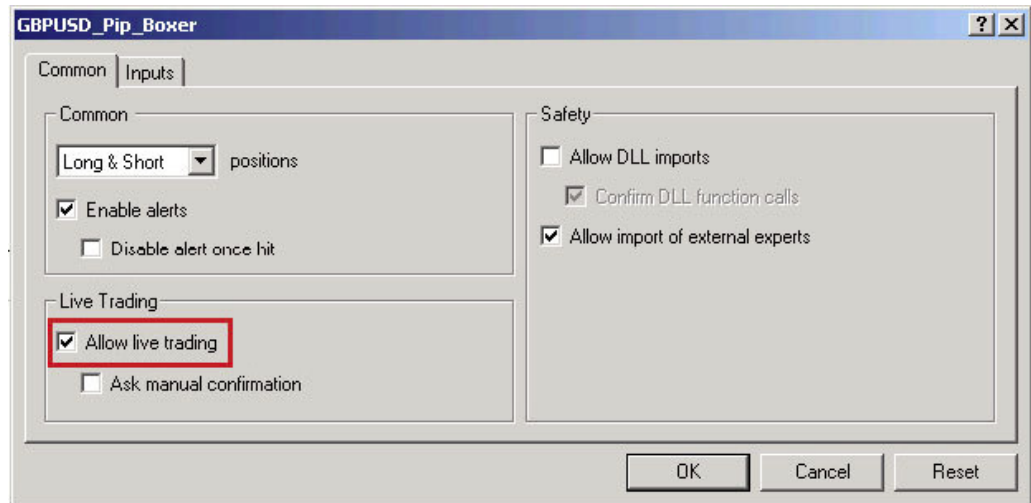 GBPUSD_Pip_Boxer
Common
Inputs
Common
Long & Short
positions
Enable alerts
Disable alert once hit
Live Trading
Allow live trading
Ask manual confirmation
Safety
Allow DLL imports
Confirm DLL function calls
Allow import of external experts
OK
Cancel
Reset